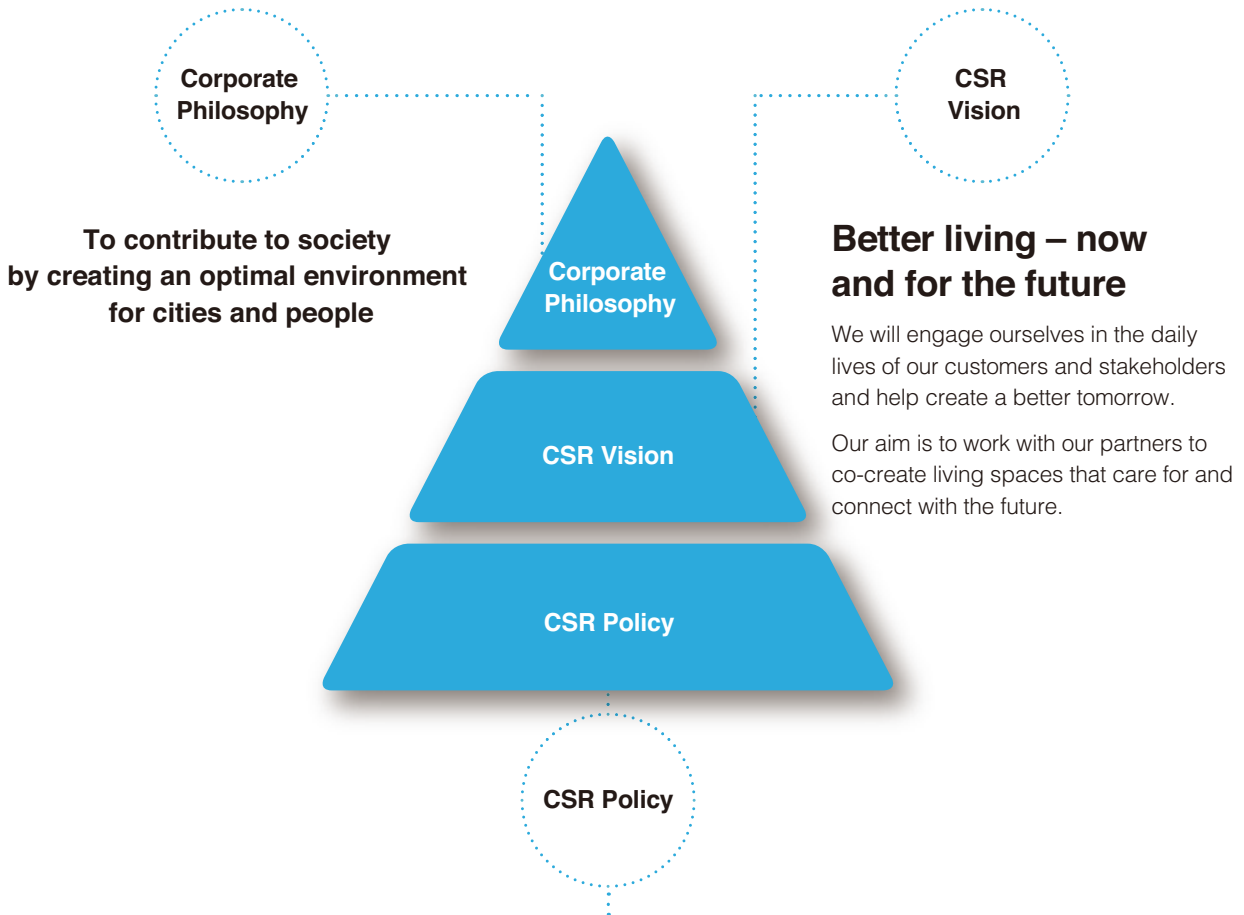 Corporate
Philosophy
CSR
Vision
To contribute to society
by creating an optimal environment
for cities and people
Corporate
Philosophy
Better living – now
and for the future
We will engage ourselves in the daily
lives of our customers and stakeholders
and help create a better tomorrow.
Our aim is to work with our partners to
co-create living spaces that care for and
connect with the future.
CSR Vision
CSR Policy
CSR Policy